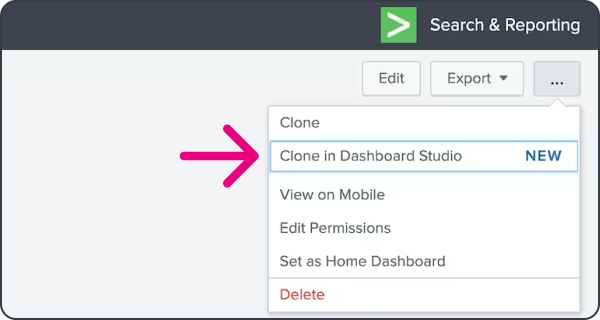 Search & Reporting
Edit Export ...
Clone
Clone in Dashboard Studio NEW
View on Mobile
Edit Permissions
Set as Home Dashboard
Delete